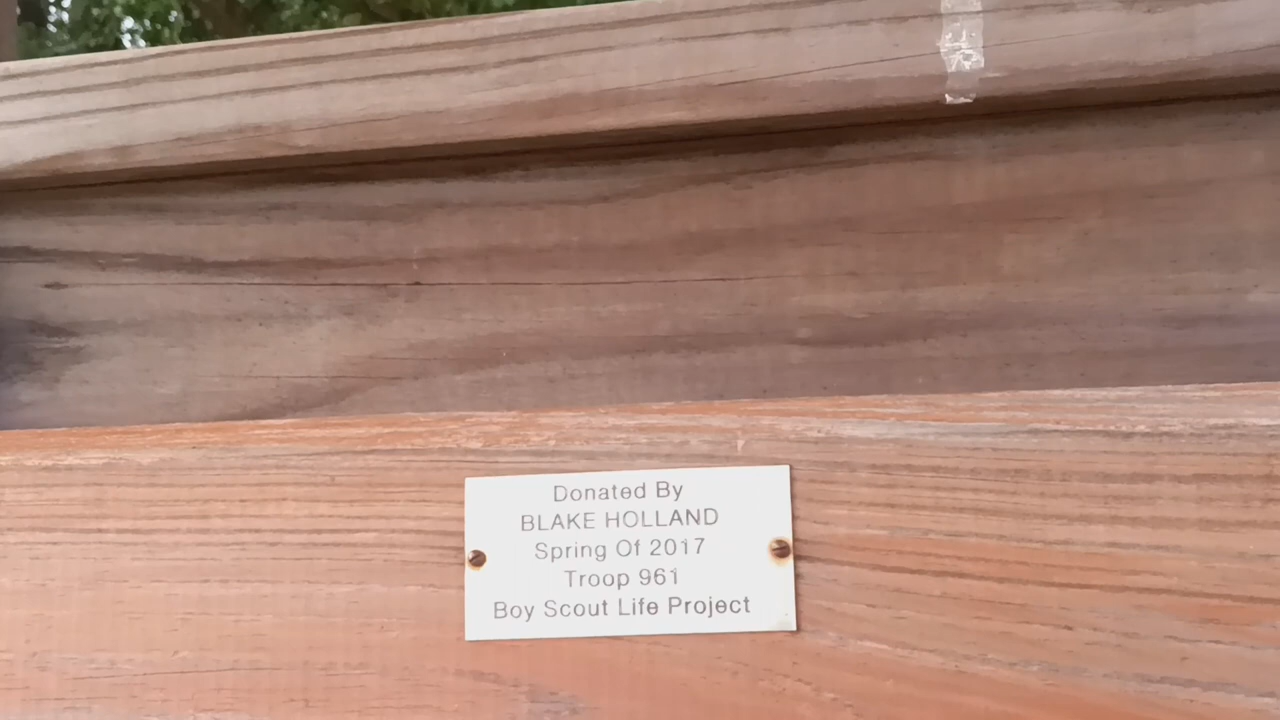 Donated By
BLAKE HOLLAND
Spring Of 2017
Troop 961
Boy Scout Life Project